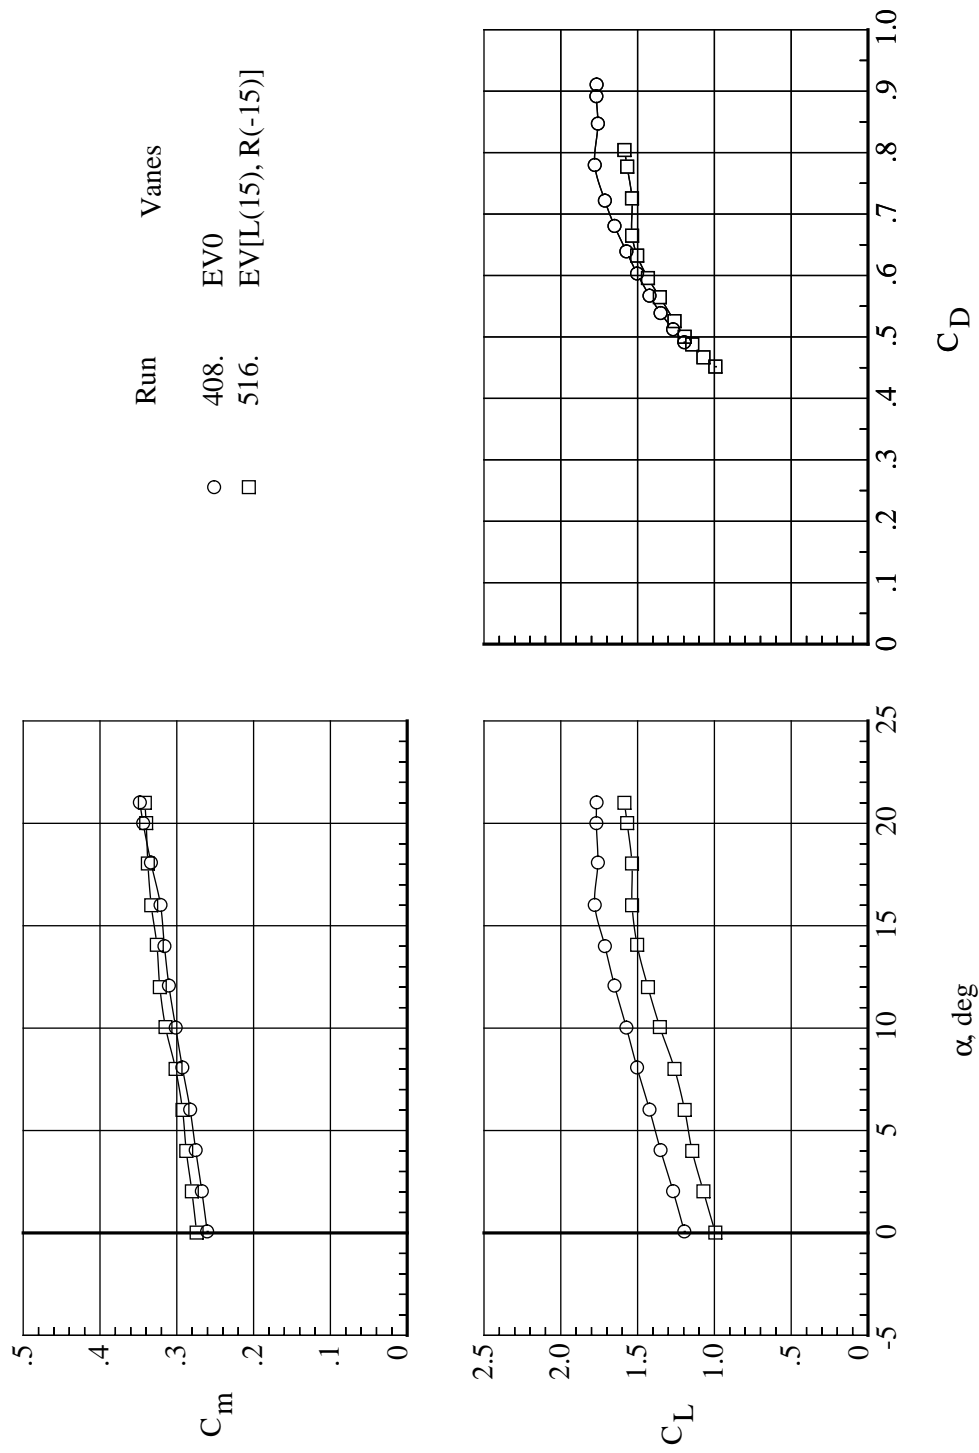 Run Vanes
408. EV0
516. EV[L(15), R(-15)]
.5
.4
.3
.2
.1
0
C_m
2.5
2.0
1.5
1.0
.5
0
C_L
-5 0 5 10 15 20 25
α, deg
0 .1 .2 .3 .4 .5 .6 .7 .8 .9 1.0
C_D